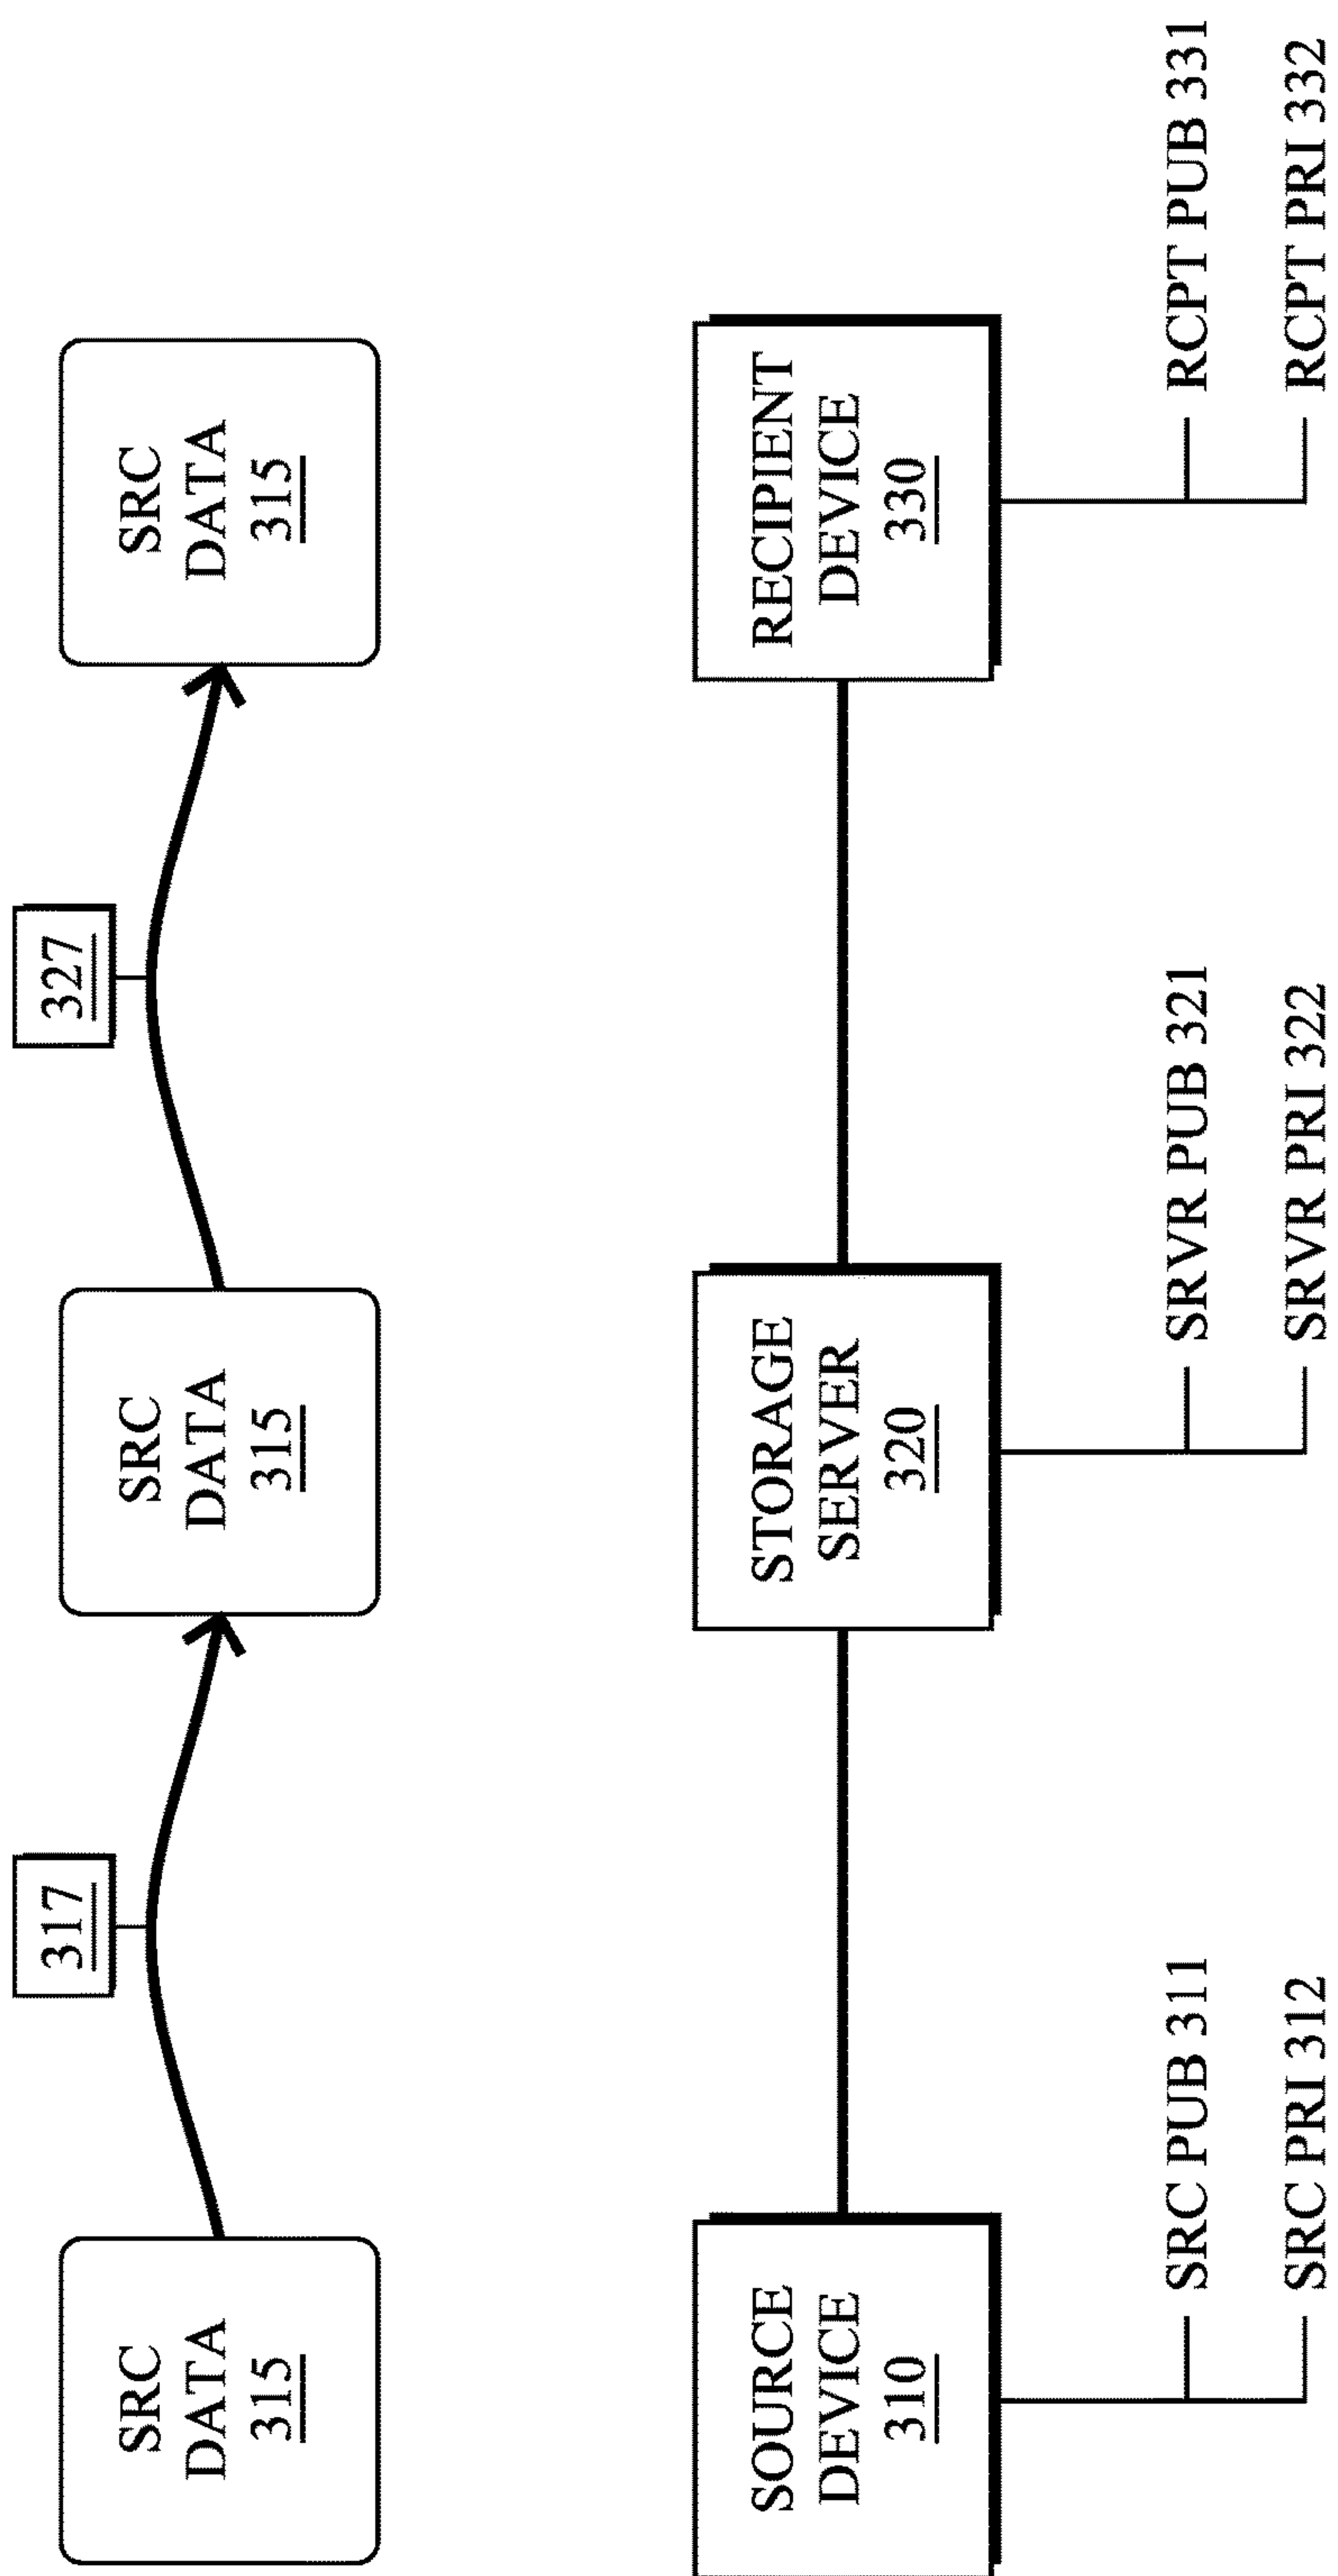 317
327
SRC
DATA
315
SRC
DATA
315
SRC
DATA
315
SOURCE
DEVICE
310
STORAGE
SERVER
320
RECIPIENT
DEVICE
330
SRC PUB 311
SRC PRI 312
SRVR PUB 321
SRVR PRI 322
RCPT PUB 331
RCPT PRI 332